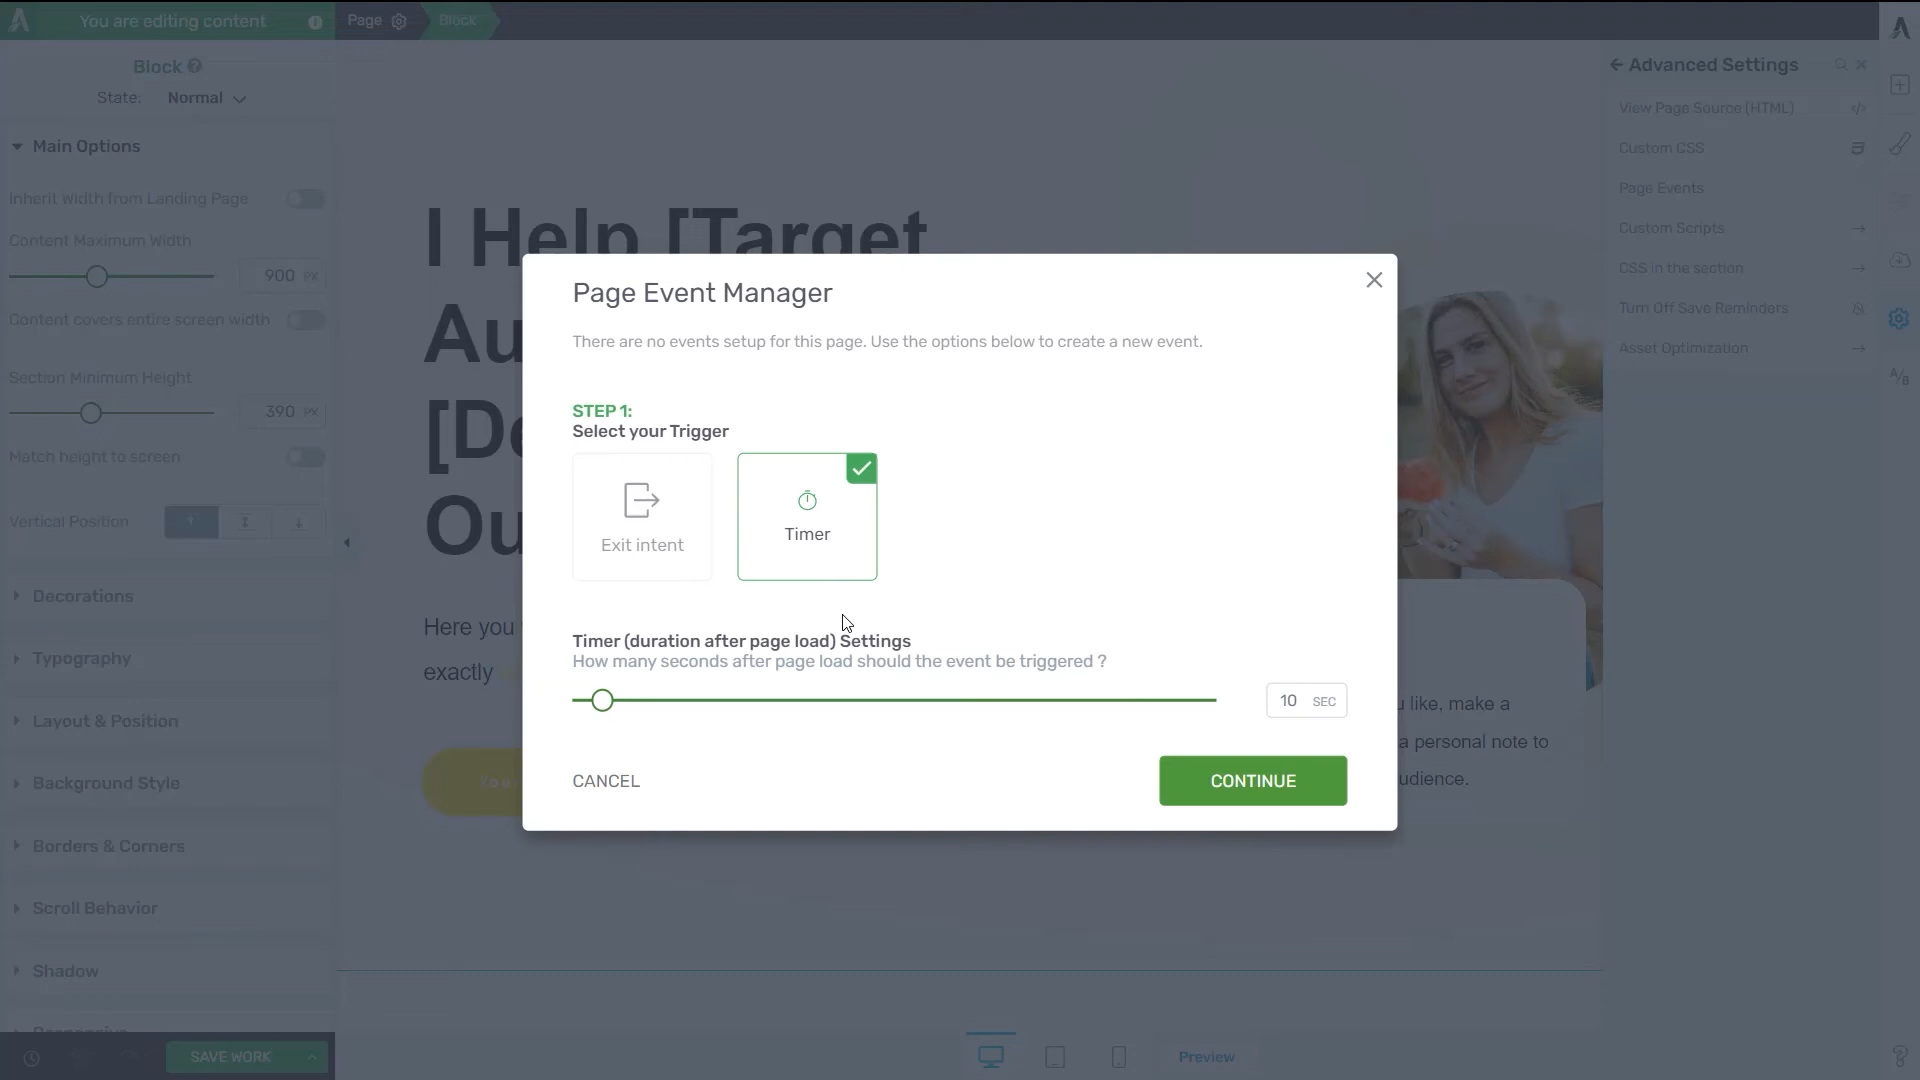 You are editing content
Page
Block
Block
State: Normal
Main Options
Inherit Width from Landing Page
Content Maximum Width
900 PX
Content covers entire screen width
Section Minimum Height
390 PX
Match height to screen
Vertical Position
Decorations
Typography
Layout & Position
Background Style
Borders & Corners
Scroll Behavior
Shadow
SAVE WORK
I Help [Target
Au
[De
Ou
Here you
exactly
u like, make a
a personal note to
udience.
Page Event Manager
There are no events setup for this page. Use the options below to create a new event.
STEP 1:
Select your Trigger
Exit intent
Timer
Timer (duration after page load) Settings
How many seconds after page load should the event be triggered ?
10 SEC
CANCEL
CONTINUE
Advanced Settings
View Page Source (HTML)
Custom CSS
Page Events
Custom Scripts
CSS in the section
Turn Off Save Reminders
Asset Optimization
A/B
Preview